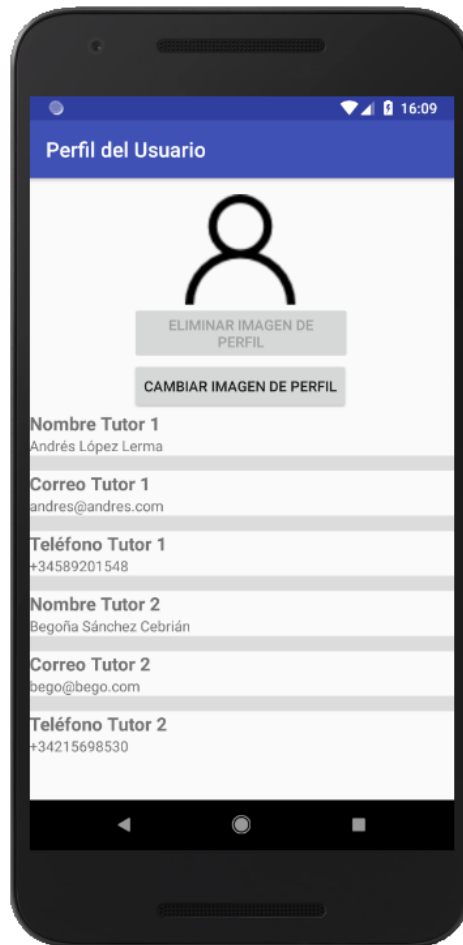 16:09
Perfil del Usuario
ELIMINAR IMAGEN DE
PERFIL
CAMBIAR IMAGEN DE PERFIL
Nombre Tutor 1
Andrés López Lerma
Correo Tutor 1
andres@andres.com
Teléfono Tutor 1
+34589201548
Nombre Tutor 2
Begoña Sánchez Cebrián
Correo Tutor 2
bego@bego.com
Teléfono Tutor 2
+34215698530